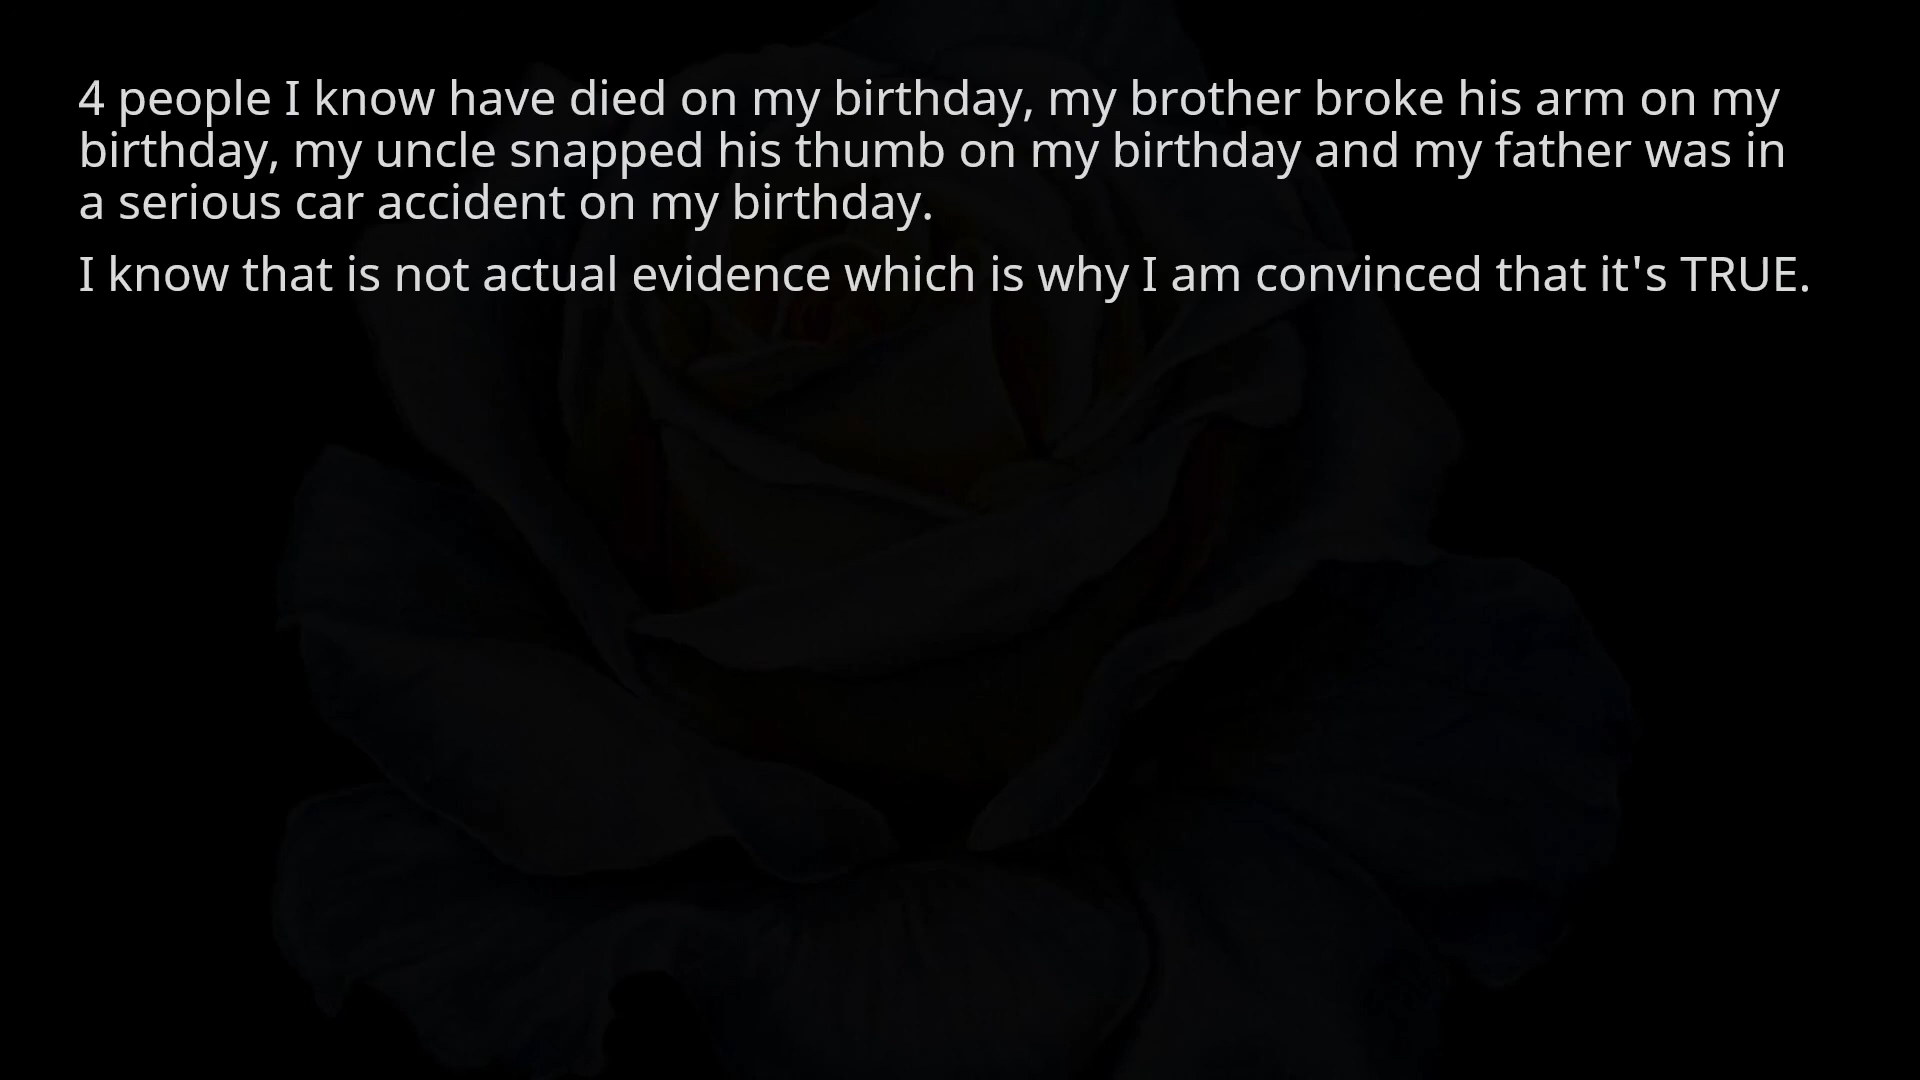 4 people I know have died on my birthday, my brother broke his arm on my
birthday, my uncle snapped his thumb on my birthday and my father was in
a serious car accident on my birthday.
I know that is not actual evidence which is why I am convinced that it's TRUE.